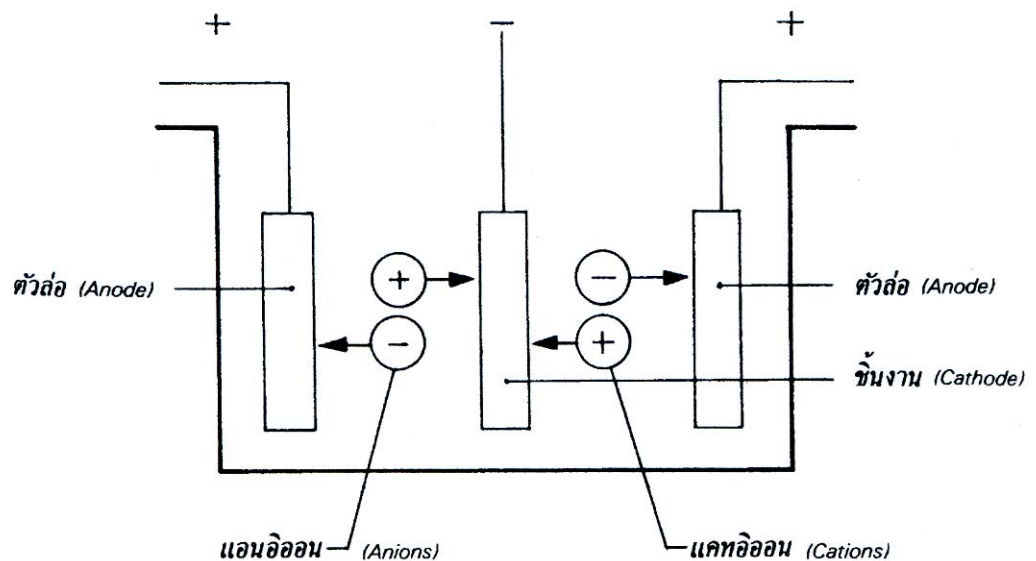 + − +
ตัวล่อ (Anode)
+ −
ตัวล่อ (Anode)
− +
ชิ้นงาน (Cathode)
แอนอิออน (Anions)
แคทอิออน (Cations)